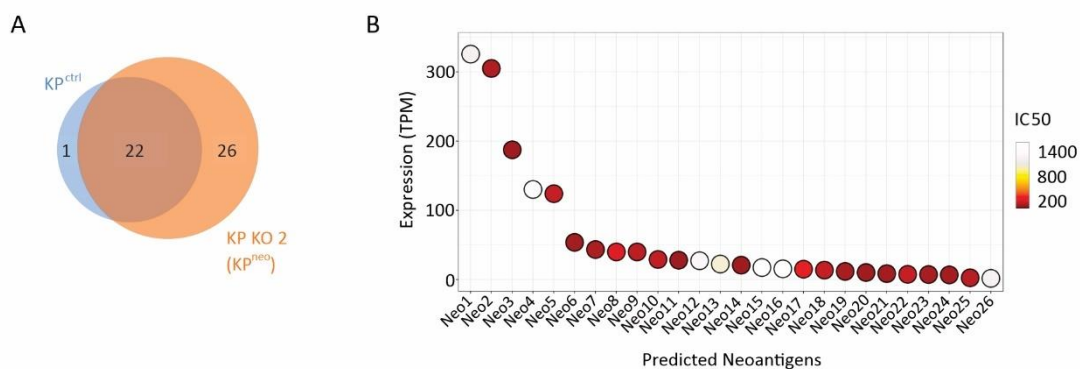 A
KP^ctrl
1
22
26
KP KO 2
(KP^neo)
B
Expression (TPM)
300
200
100
0
Neo1
Neo2
Neo3
Neo4
Neo5
Neo6
Neo7
Neo8
Neo9
Neo10
Neo11
Neo12
Neo13
Neo14
Neo15
Neo16
Neo17
Neo18
Neo19
Neo20
Neo21
Neo22
Neo23
Neo24
Neo25
Neo26
Predicted Neoantigens
IC50
1400
800
200